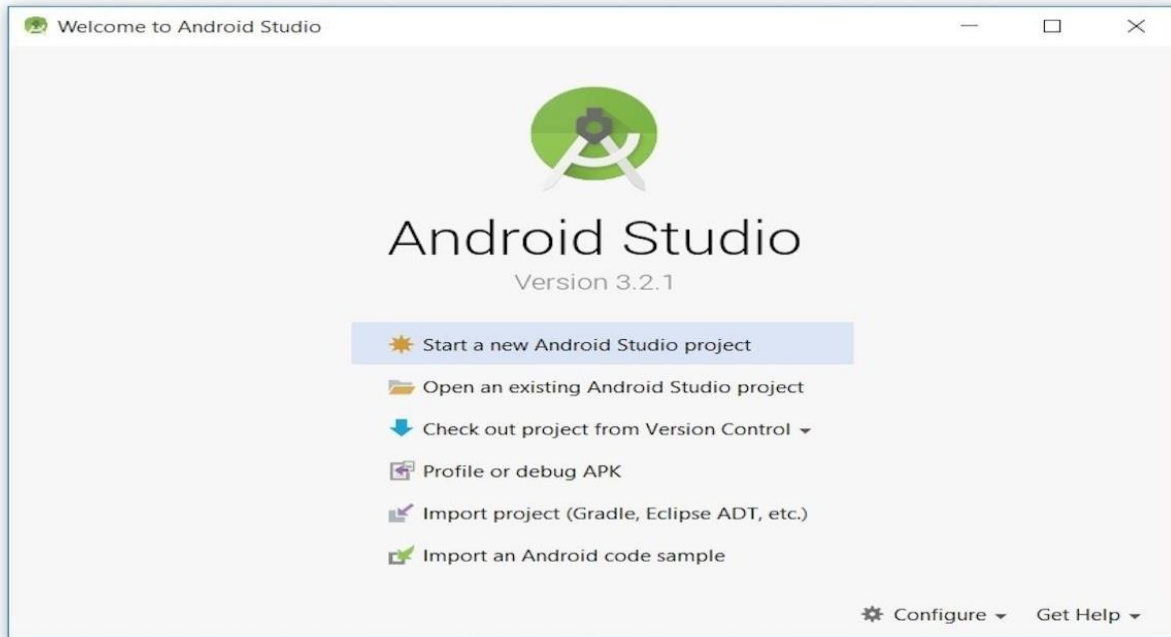 Welcome to Android Studio
Android Studio
Version 3.2.1
Start a new Android Studio project
Open an existing Android Studio project
Check out project from Version Control
Profile or debug APK
Import project (Gradle, Eclipse ADT, etc.)
Import an Android code sample
Configure Get Help